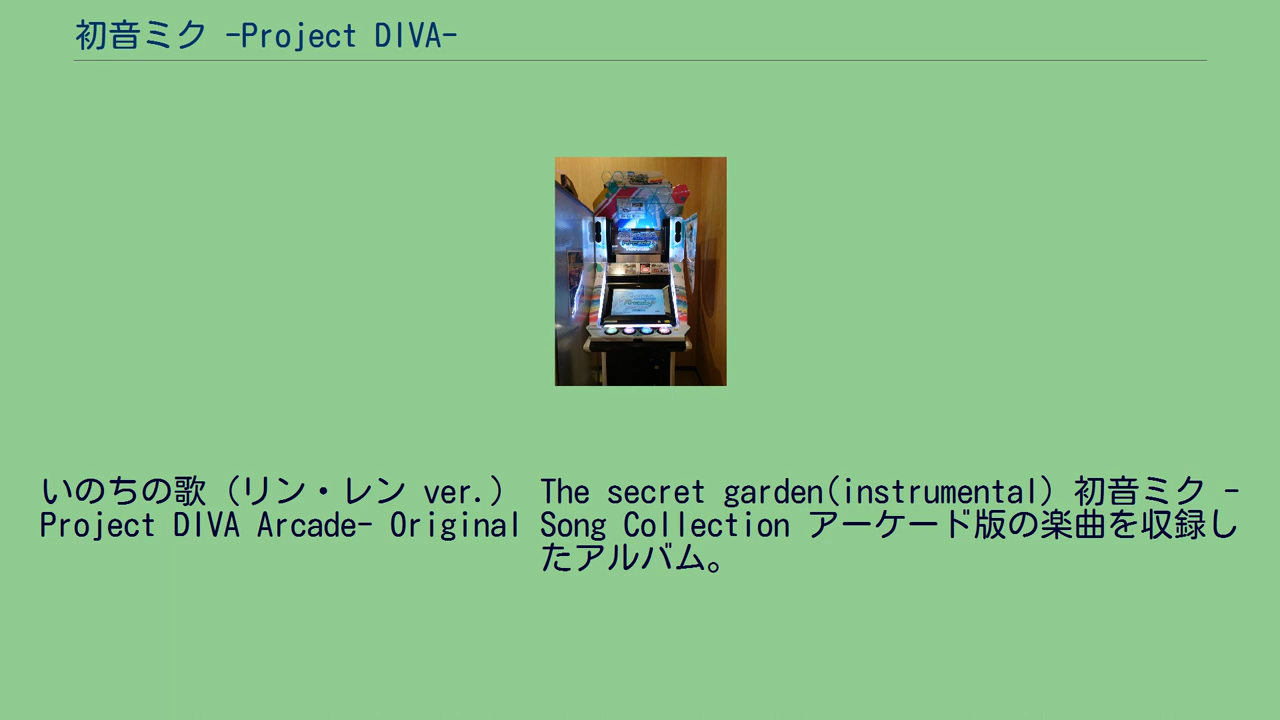 初音ミク -Project DIVA-
いのちの歌（リン・レン ver.） The secret garden(instrumental) 初音ミク -
Project DIVA Arcade- Original Song Collection アーケード版の楽曲を収録し
たアルバム。